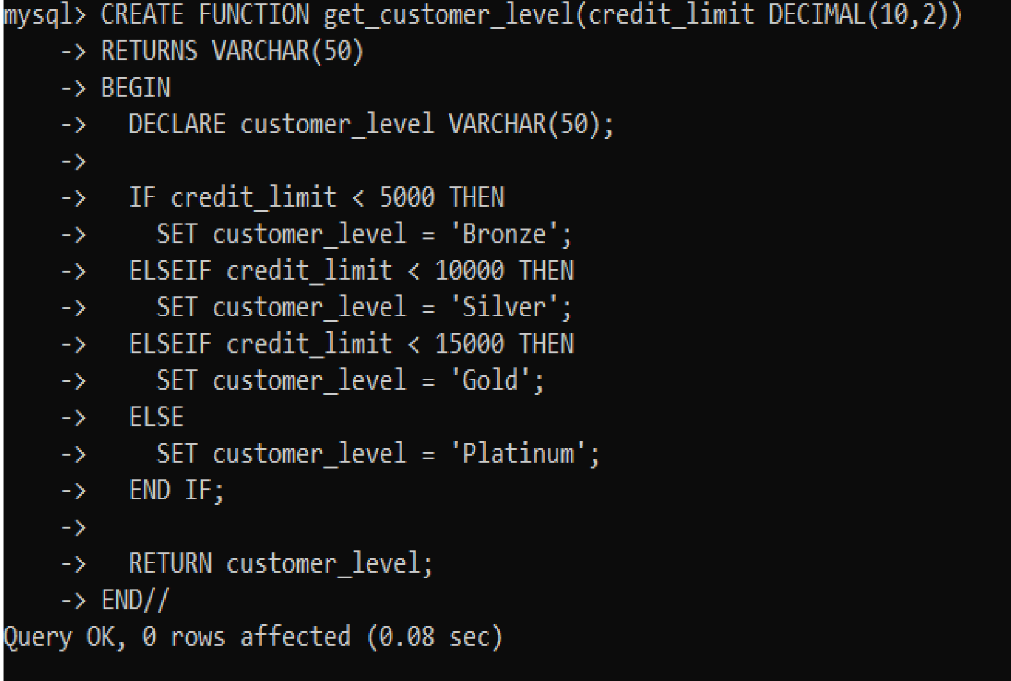 mysql> CREATE FUNCTION get_customer_level(credit_limit DECIMAL(10,2))
    -> RETURNS VARCHAR(50)
    -> BEGIN
    ->   DECLARE customer_level VARCHAR(50);
    ->
    ->   IF credit_limit < 5000 THEN
    ->     SET customer_level = 'Bronze';
    ->   ELSEIF credit_limit < 10000 THEN
    ->     SET customer_level = 'Silver';
    ->   ELSEIF credit_limit < 15000 THEN
    ->     SET customer_level = 'Gold';
    ->   ELSE
    ->     SET customer_level = 'Platinum';
    ->   END IF;
    ->
    ->   RETURN customer_level;
    -> END//
Query OK, 0 rows affected (0.08 sec)